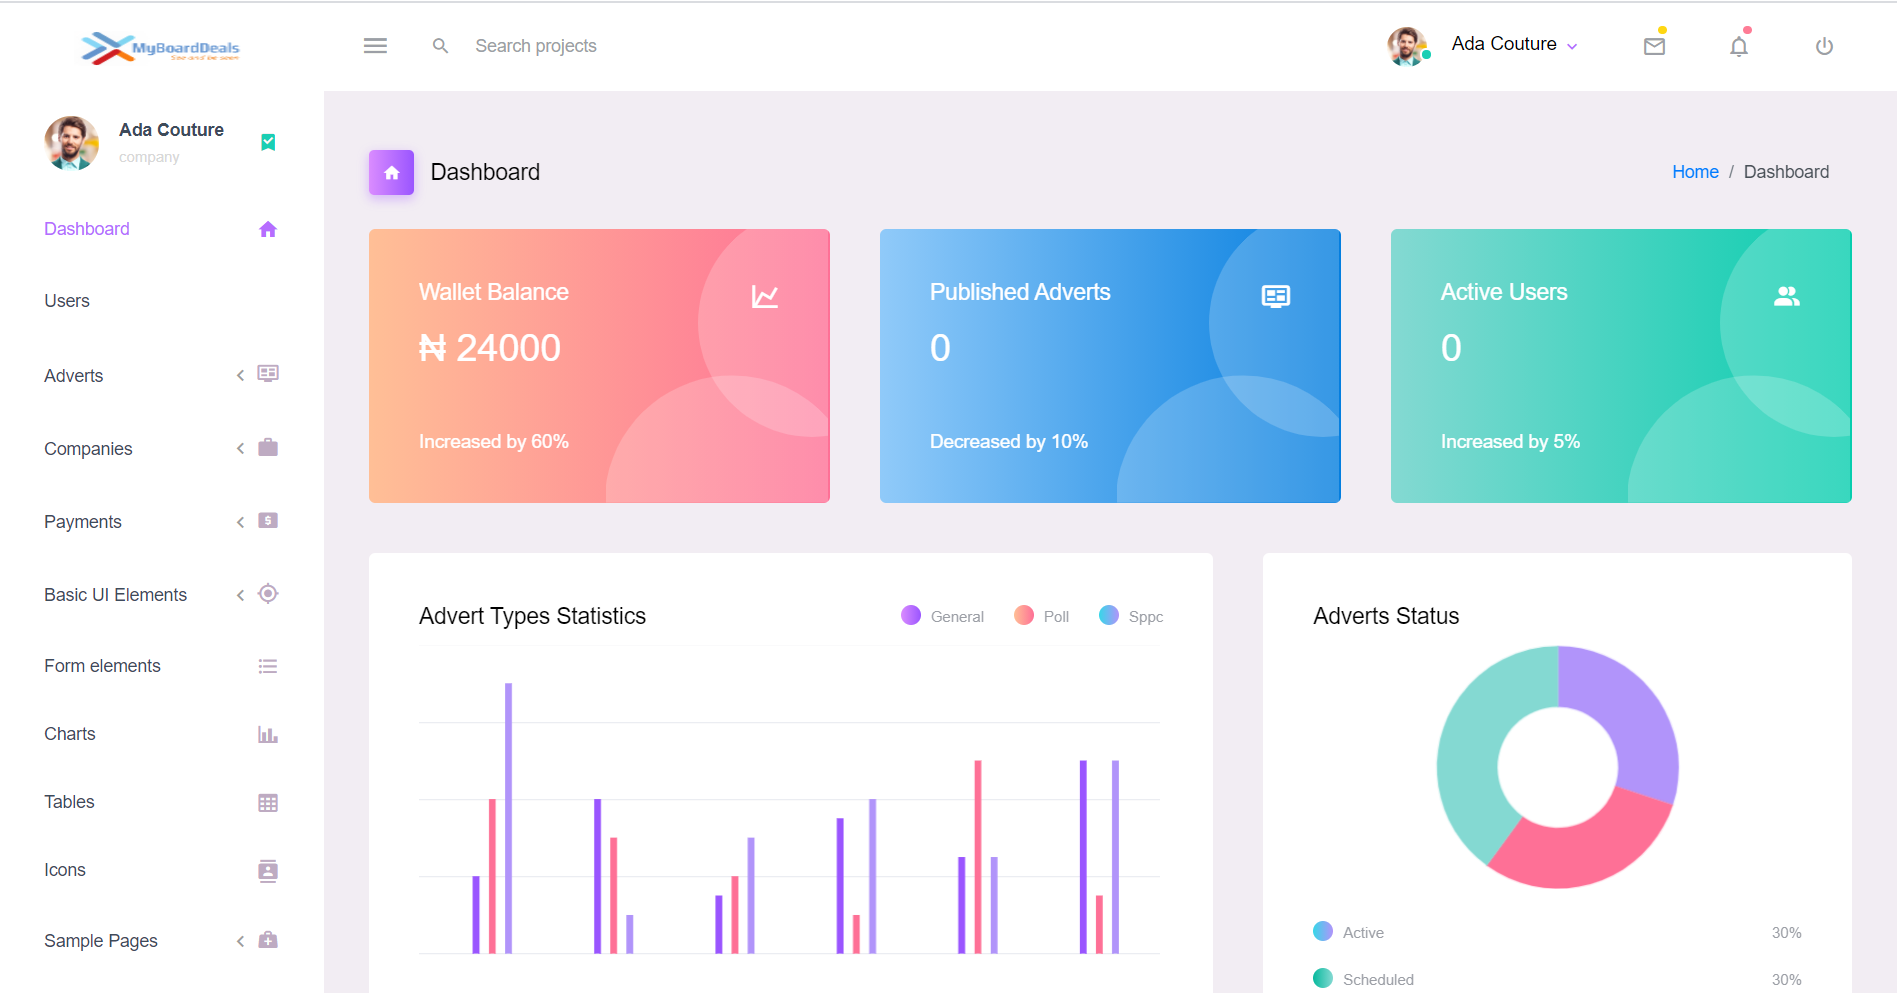 MyBoardDeals
See and be seen
Search projects
Ada Couture
Ada Couture
company
Dashboard
Users
Adverts
Companies
Payments
Basic UI Elements
Form elements
Charts
Tables
Icons
Sample Pages
Dashboard
Home / Dashboard
Wallet Balance
₦ 24000
Increased by 60%
Published Adverts
0
Decreased by 10%
Active Users
0
Increased by 5%
Advert Types Statistics
General
Poll
Sppc
Adverts Status
Active 30%
Scheduled 30%